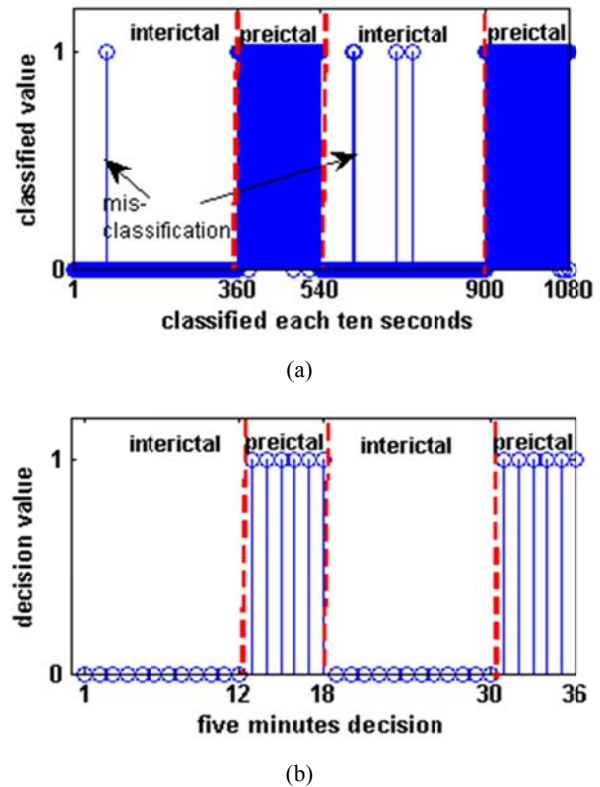 interictal preictal interictal preictal
1
classified value
mis-
classification
0
1 360 540 900 1080
classified each ten seconds
(a)
interictal preictal interictal preictal
1
decision value
0
1 12 18 30 36
five minutes decision
(b)